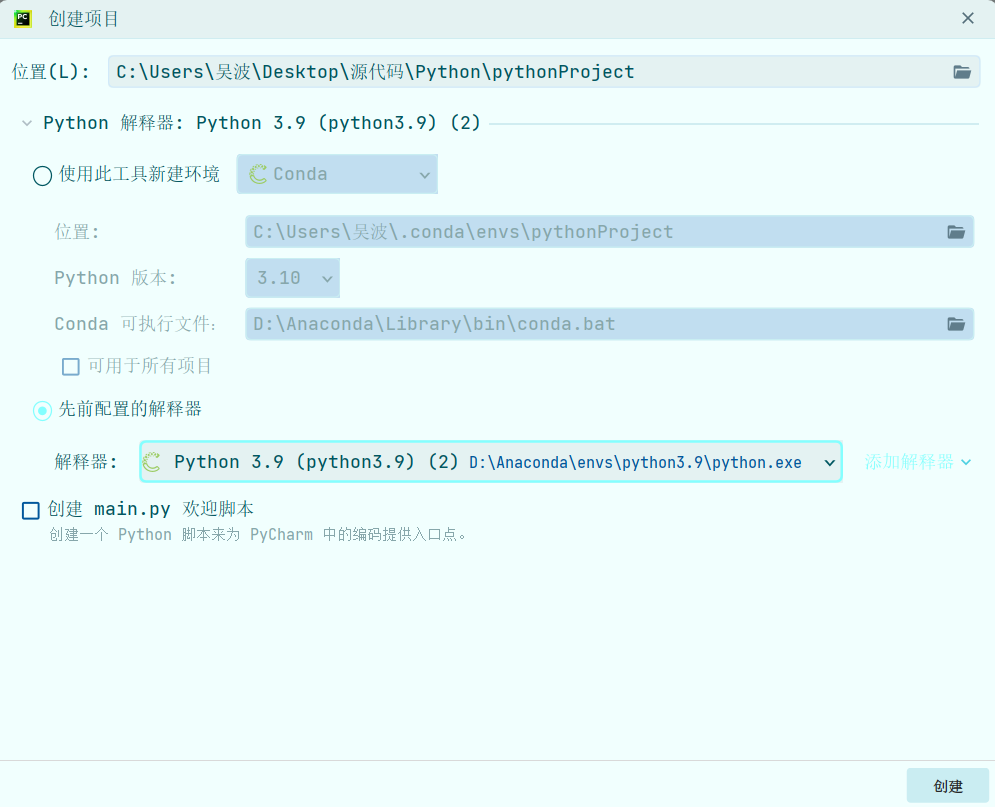 PC 创建项目
位置(L): C:\Users\吴波\Desktop\源代码\Python\pythonProject
Python 解释器: Python 3.9 (python3.9) (2)
使用此工具新建环境 Conda
位置: C:\Users\吴波\.conda\envs\pythonProject
Python 版本: 3.10
Conda 可执行文件: D:\Anaconda\Library\bin\conda.bat
可用于所有项目
先前配置的解释器
解释器: Python 3.9 (python3.9) (2) D:\Anaconda\envs\python3.9\python.exe 添加解释器
创建 main.py 欢迎脚本
创建一个 Python 脚本来为 PyCharm 中的编码提供入口点。
创建